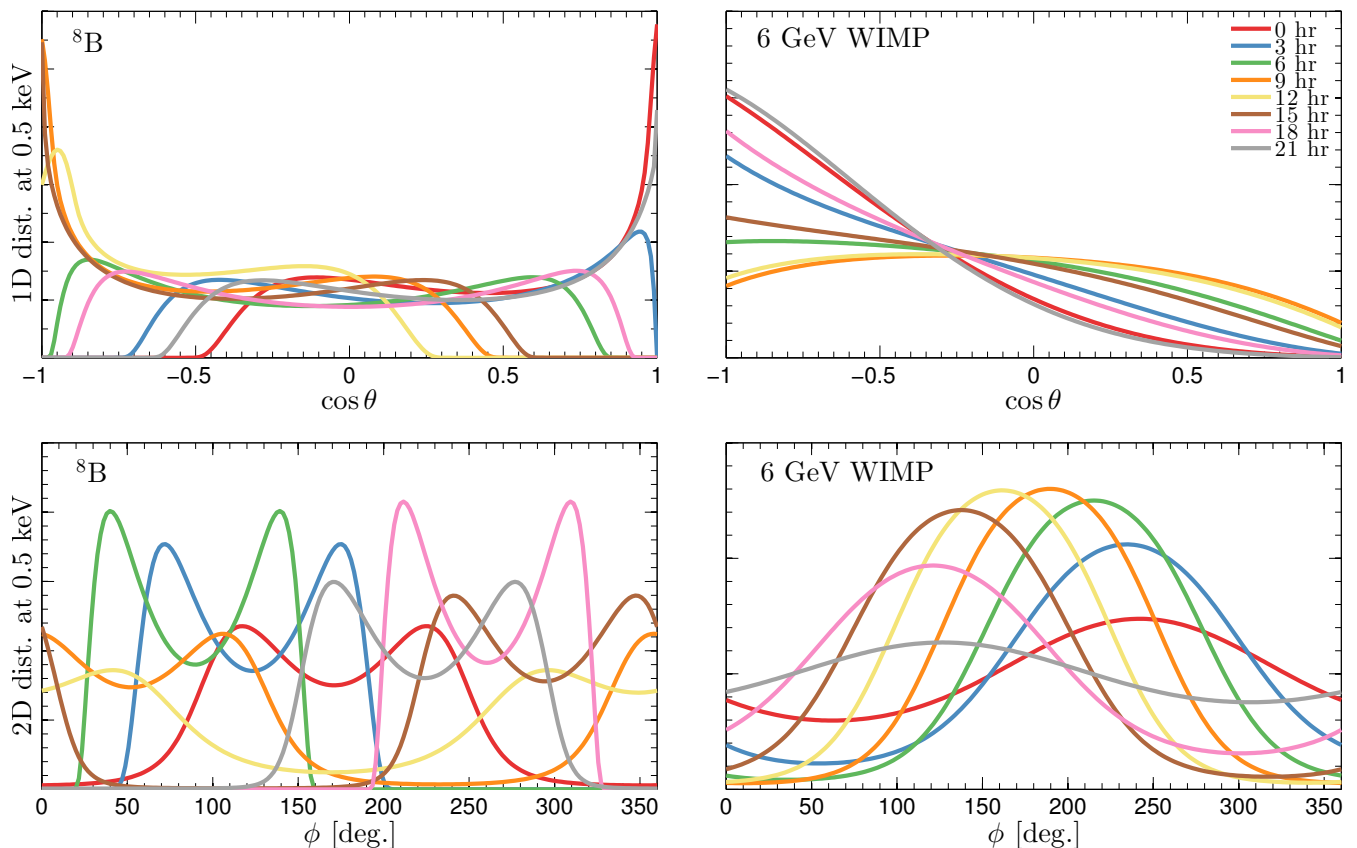 ⁸B
6 GeV WIMP
0 hr
3 hr
6 hr
9 hr
12 hr
15 hr
18 hr
21 hr
1D dist. at 0.5 keV
−1 −0.5 0 0.5 1
cos θ
−1 −0.5 0 0.5 1
cos θ
⁸B
6 GeV WIMP
2D dist. at 0.5 keV
0 50 100 150 200 250 300 350
ϕ [deg.]
0 50 100 150 200 250 300 350
ϕ [deg.]